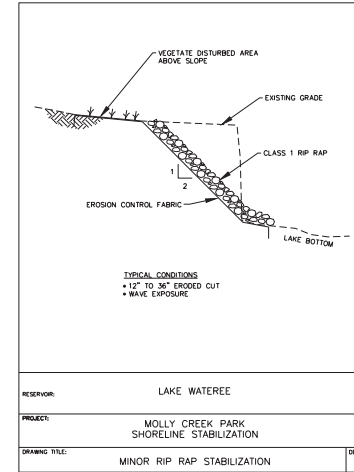 VEGETATE DISTURBED AREA
ABOVE SLOPE
EXISTING GRADE
CLASS 1 RIP RAP
1
2
EROSION CONTROL FABRIC
LAKE BOTTOM
TYPICAL CONDITIONS
• 12" TO 36" ERODED CUT
• WAVE EXPOSURE
RESERVOIR: LAKE WATEREE
PROJECT: MOLLY CREEK PARK
SHORELINE STABILIZATION
DRAWING TITLE: MINOR RIP RAP STABILIZATION